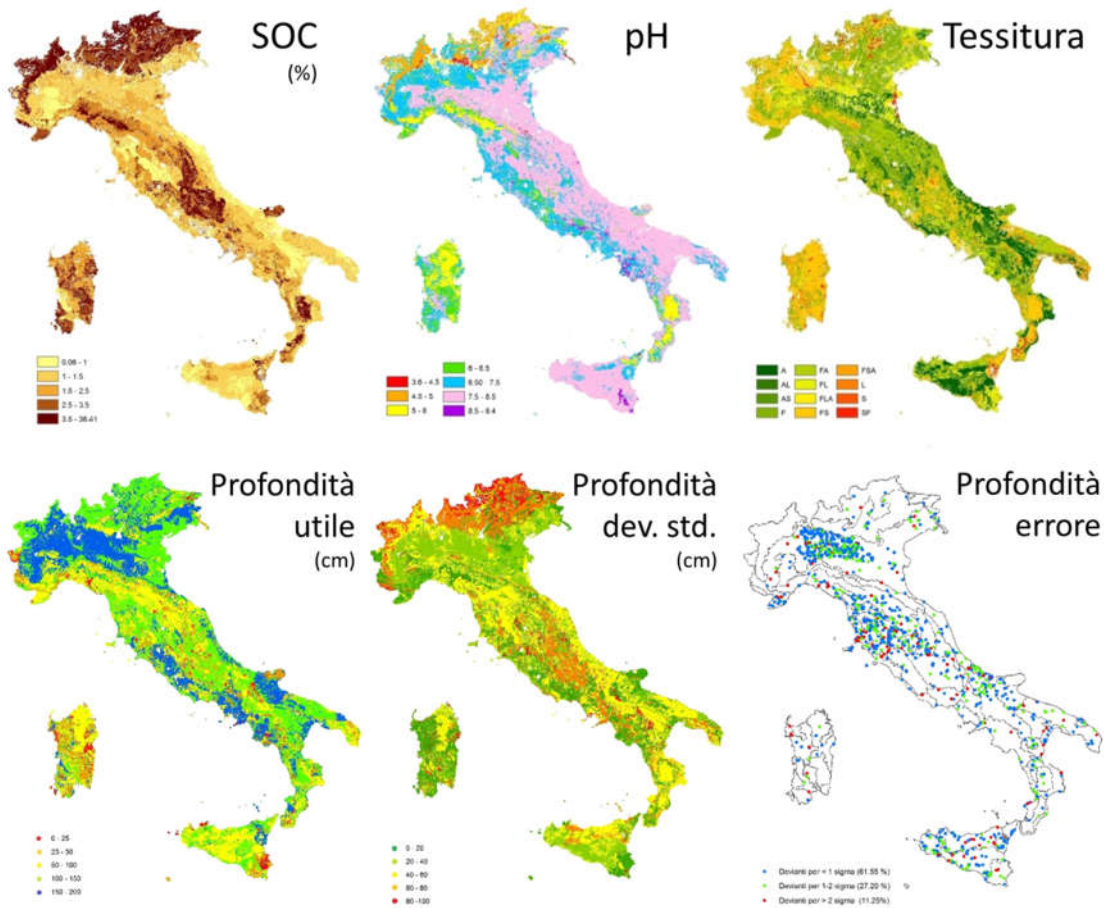 SOC
(%)
0.06 - 1
1 - 1.5
1.5 - 2.5
2.5 - 3.5
3.5 - 38.41
pH
3.6 - 4.5
4.5 - 5
5 - 6
6 - 6.5
6.50 7.5
7.5 - 8.5
8.5 - 8.4
Tessitura
A
AL
AS
F
FA
FL
FLA
FS
FSA
L
S
SF
Profondità
utile
(cm)
0 - 25
25 - 50
50 - 100
100 - 150
150 - 200
Profondità
dev. std.
(cm)
0 - 20
20 - 40
40 - 60
60 - 80
80 - 100
Profondità
errore
Devianti per < 1 sigma (61.55 %)
Devianti per 1-2 sigma (27.20 %)
Devianti per > 2 sigma (11.25%)